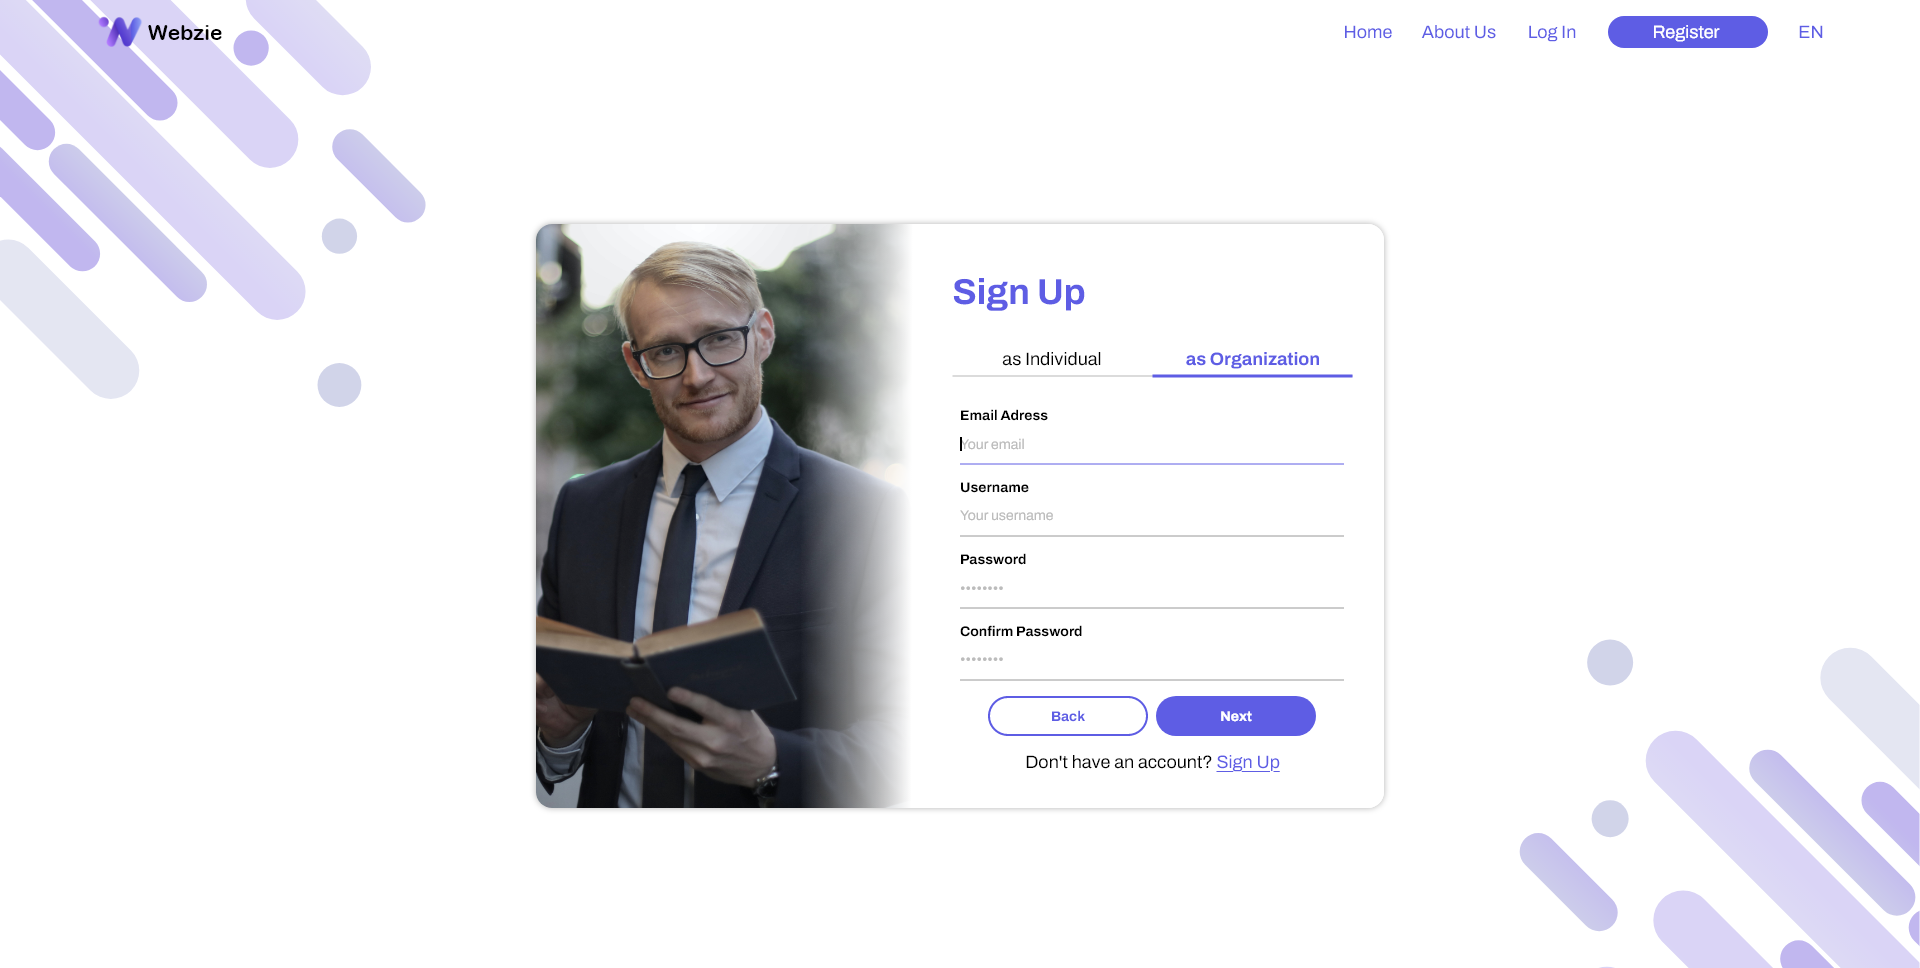 Webzie
Home About Us Log In Register EN
Sign Up
as Individual as Organization
Email Adress
Your email
Username
Your username
Password
••••••••
Confirm Password
••••••••
Back Next
Don't have an account? Sign Up